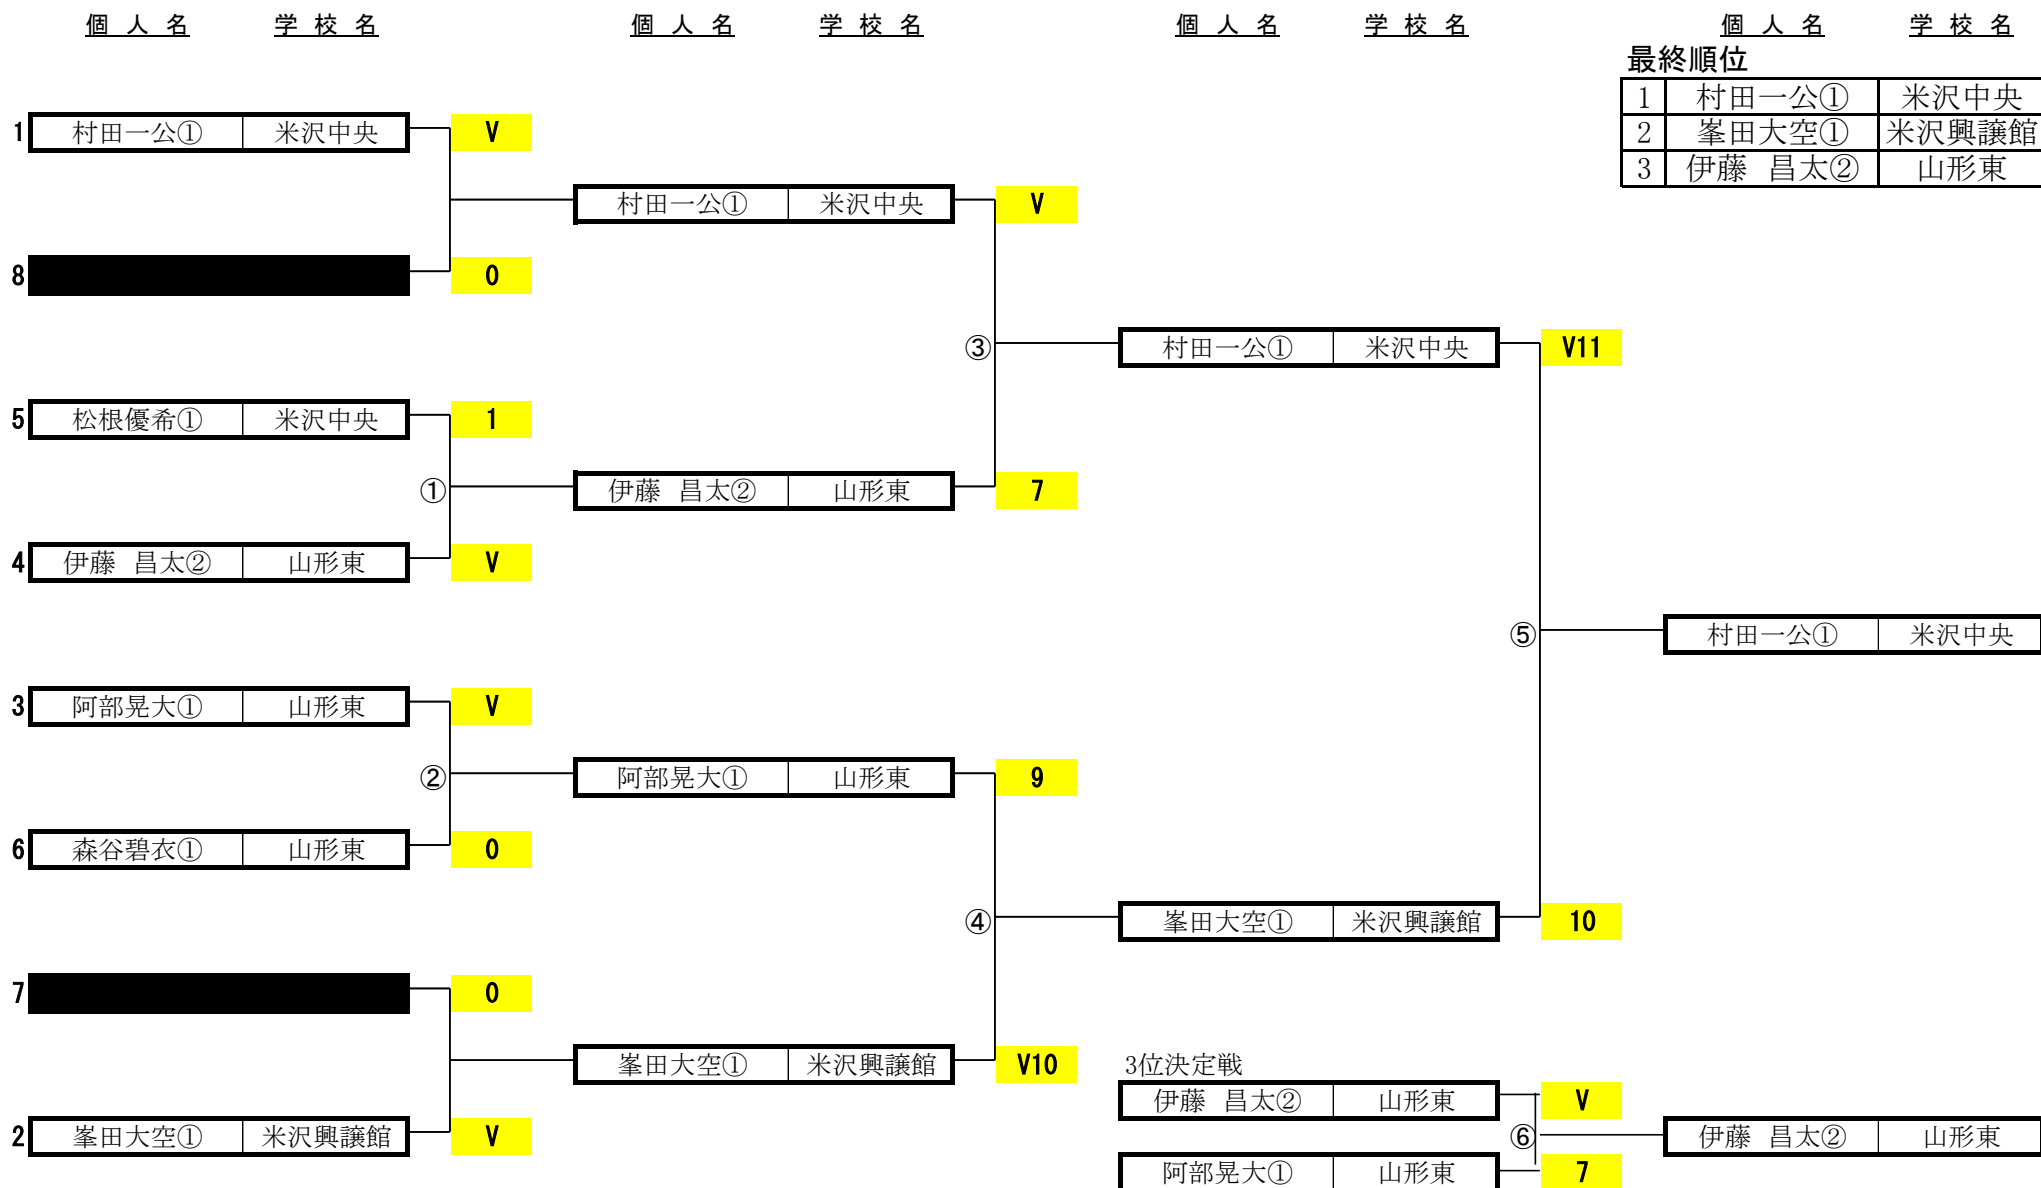 個 人 名 学 校 名 個 人 名 学 校 名 個 人 名 学 校 名 個 人 名 学 校 名
最終順位
1 村田一公① 米沢中央
2 峯田大空① 米沢興譲館
3 伊藤 昌太② 山形東
1 村田一公① 米沢中央 V
村田一公① 米沢中央 V
8 0
③ 村田一公① 米沢中央 V11
5 松根優希① 米沢中央 1
① 伊藤 昌太② 山形東 7
4 伊藤 昌太② 山形東 V
⑤ 村田一公① 米沢中央
3 阿部晃大① 山形東 V
② 阿部晃大① 山形東 9
6 森谷碧衣① 山形東 0
④ 峯田大空① 米沢興譲館 10
7 0
峯田大空① 米沢興譲館 V10
3位決定戦
伊藤 昌太② 山形東 V
2 峯田大空① 米沢興譲館 V
⑥ 伊藤 昌太② 山形東
阿部晃大① 山形東 7